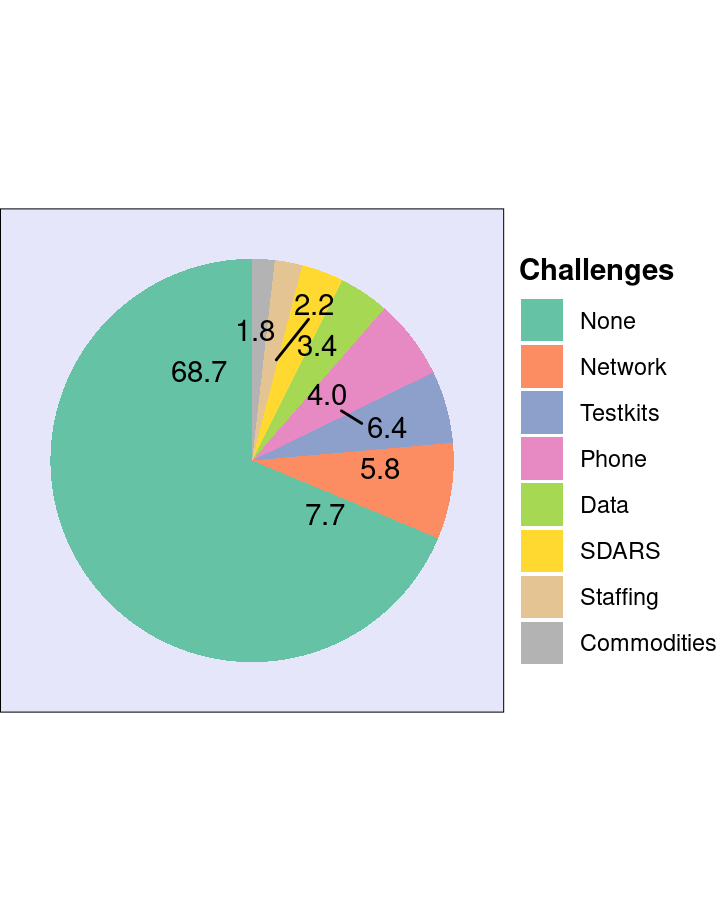 2.2
1.8
3.4
68.7
4.0
6.4
5.8
7.7
Challenges
None
Network
Testkits
Phone
Data
SDARS
Staffing
Commodities